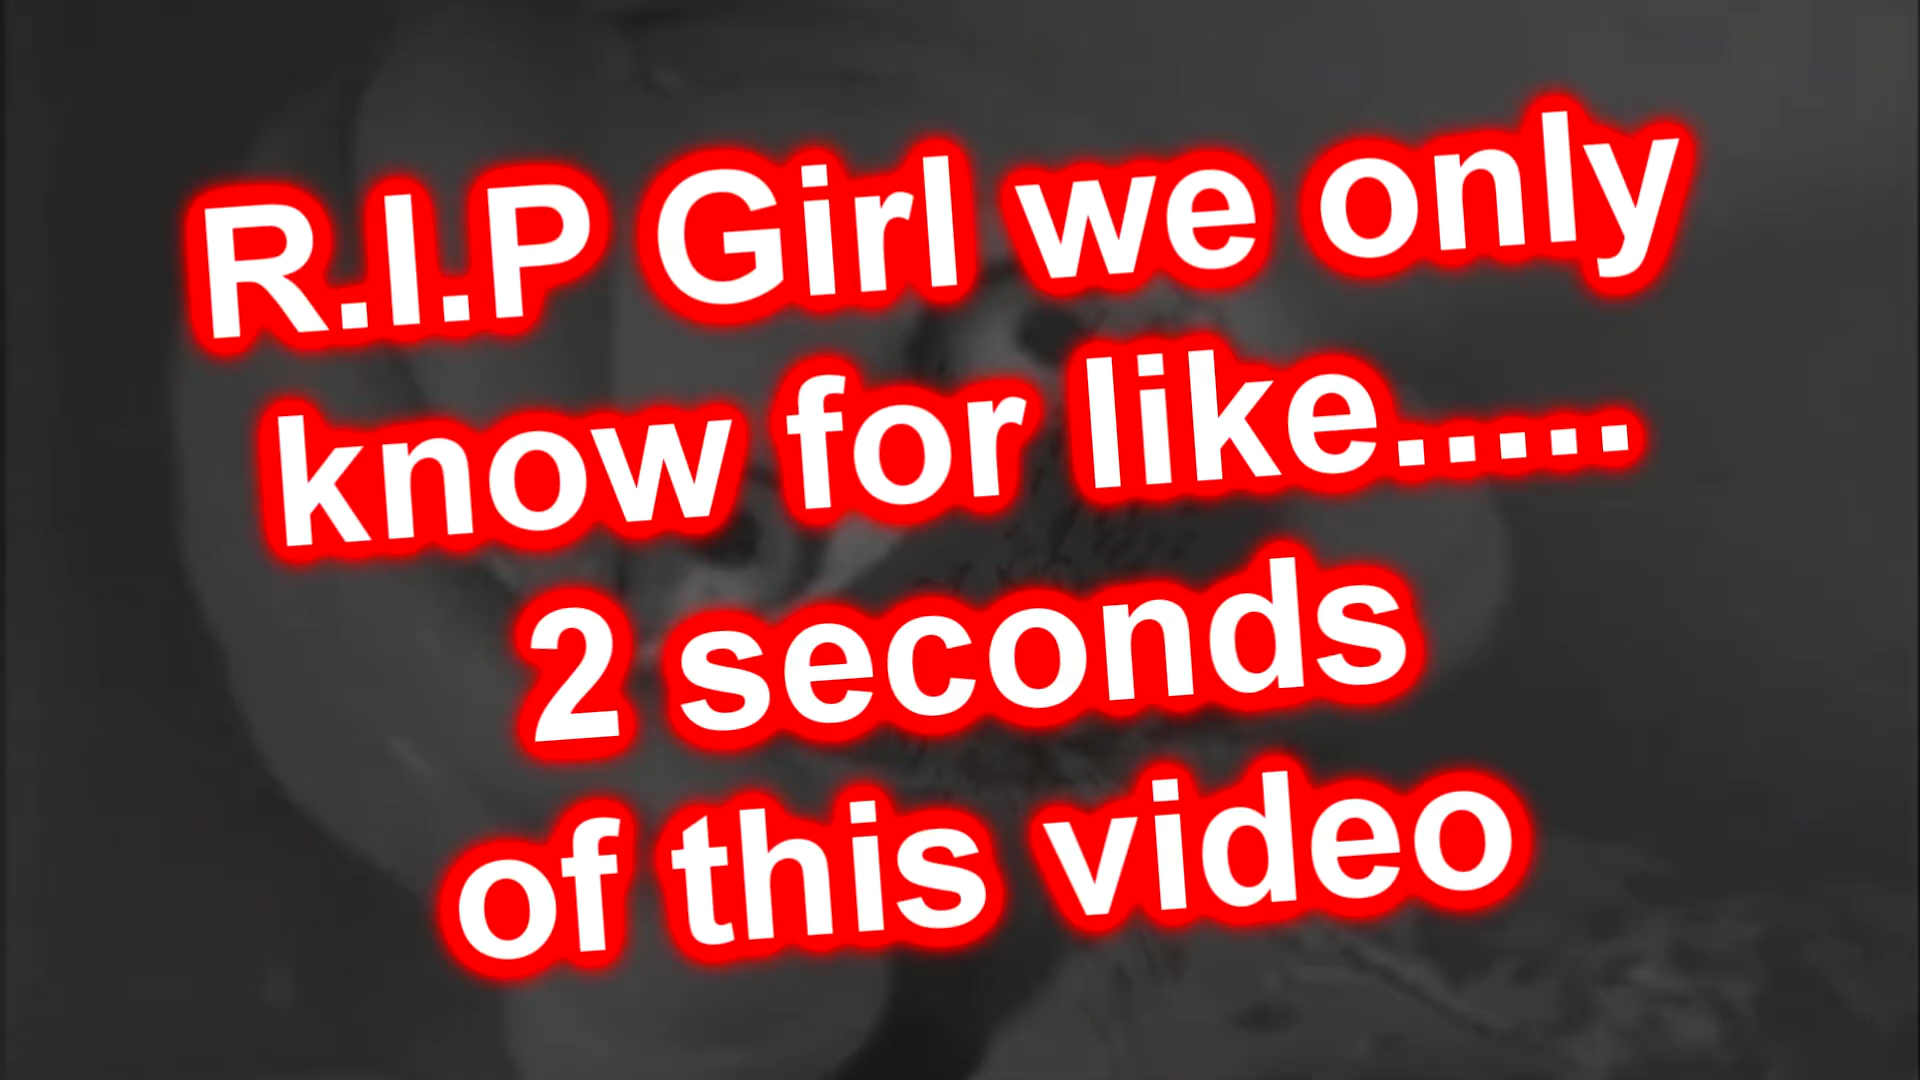 R.I.P Girl we only
know for like.....
2 seconds
of this video